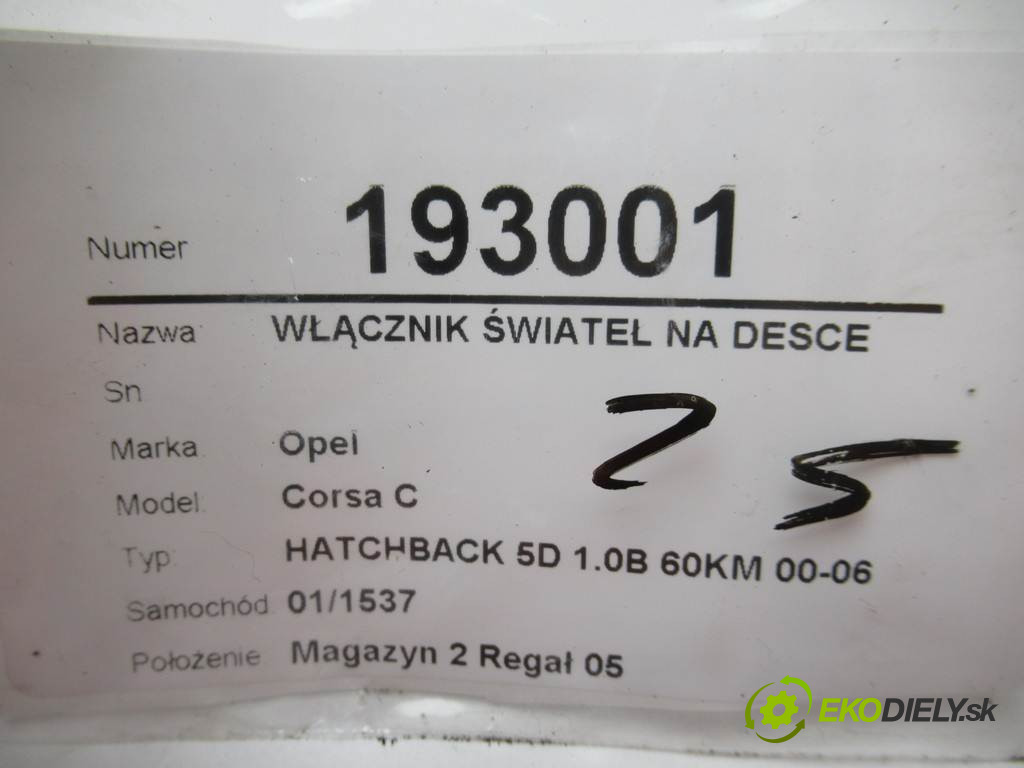 Numer 193001
Nazwa: WŁĄCZNIK ŚWIATEŁ NA DESCE
Sn
Marka: Opel
25
Model: Corsa C
Typ: HATCHBACK 5D 1.0B 60KM 00-06
Samochód 01/1537
Położenie Magazyn 2 Regał 05
EKODIELY.sk